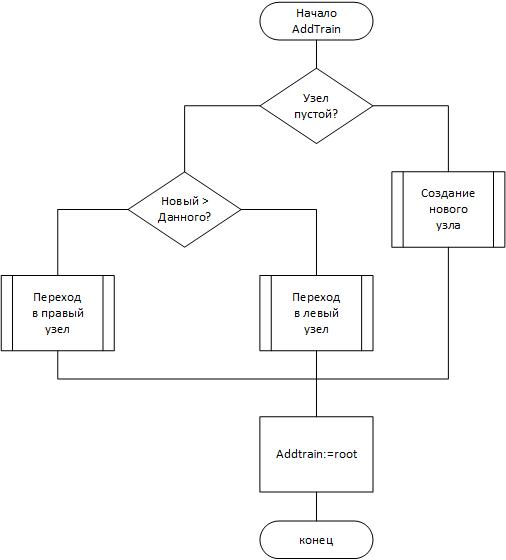 Начало
AddTrain
Узел
пустой?
Новый >
Данного?
Создание
нового
узла
Переход
в правый
узел
Переход
в левый
узел
Addtrain:=root
конец